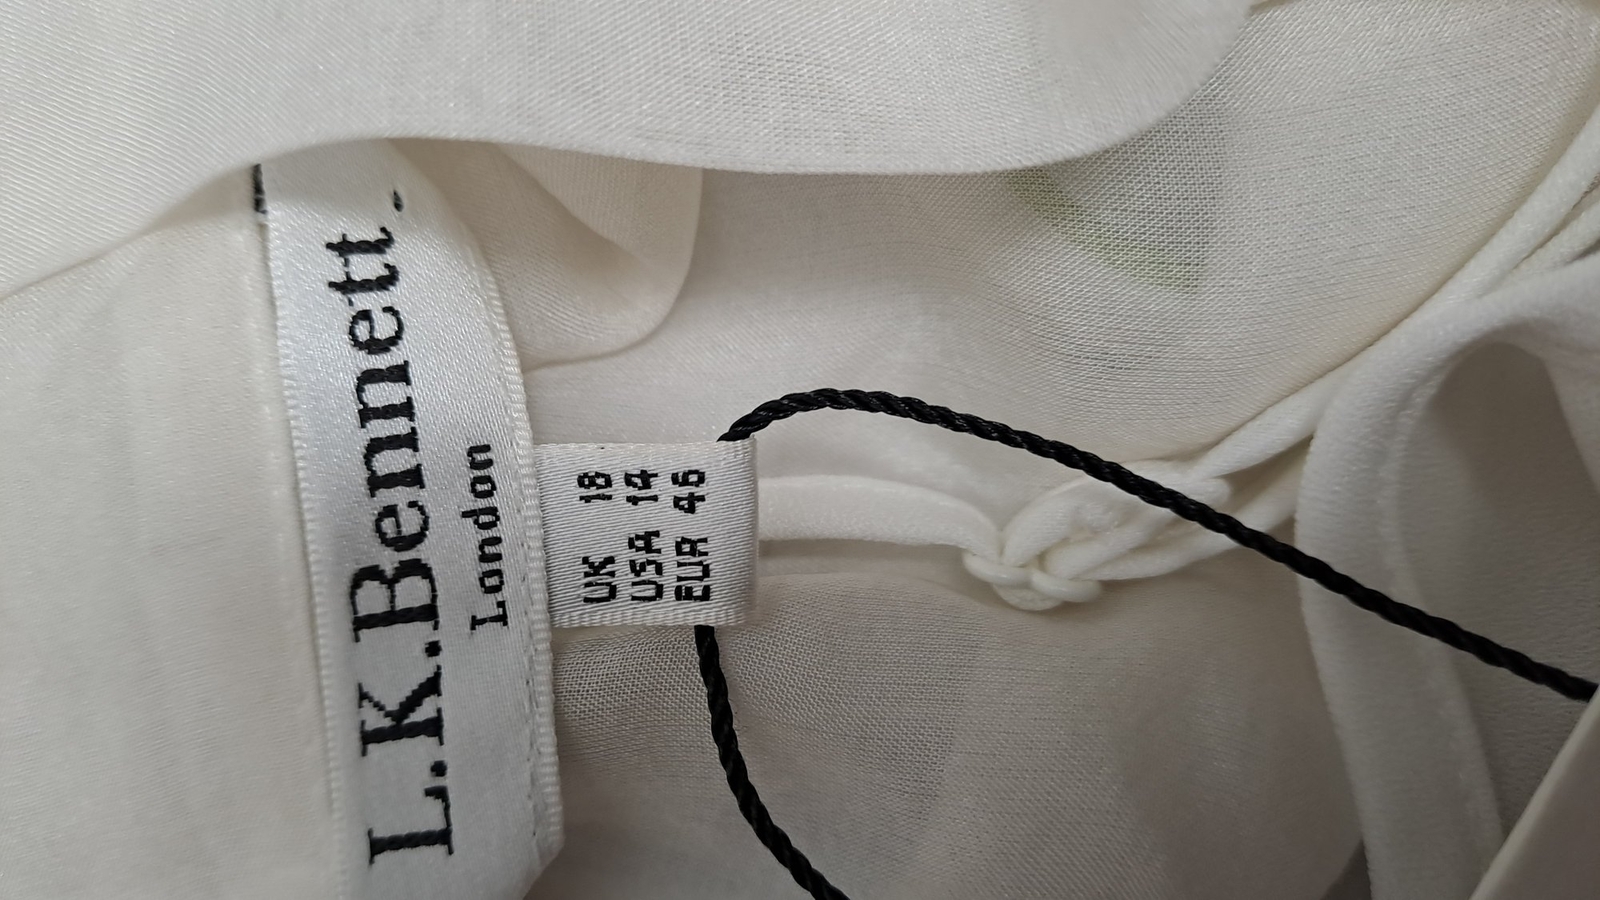 L.K.Bennett.
London
UK 18
USA 14
EUR 46